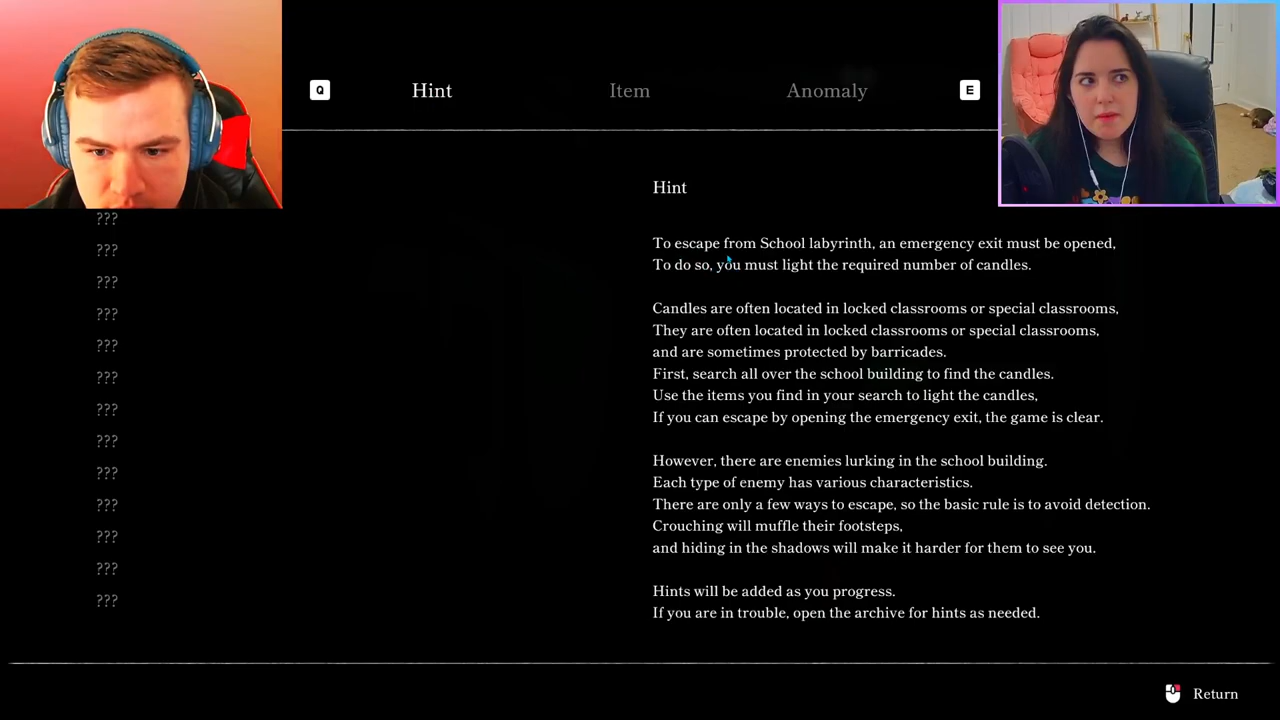 Q
Hint
Item
Anomaly
E
Hint
To escape from School labyrinth, an emergency exit must be opened,
To do so, you must light the required number of candles.
Candles are often located in locked classrooms or special classrooms,
They are often located in locked classrooms or special classrooms,
and are sometimes protected by barricades.
First, search all over the school building to find the candles.
Use the items you find in your search to light the candles,
If you can escape by opening the emergency exit, the game is clear.
However, there are enemies lurking in the school building.
Each type of enemy has various characteristics.
There are only a few ways to escape, so the basic rule is to avoid detection.
Crouching will muffle their footsteps,
and hiding in the shadows will make it harder for them to see you.
Hints will be added as you progress.
If you are in trouble, open the archive for hints as needed.
???
???
???
???
???
???
???
???
???
???
???
???
???
Return